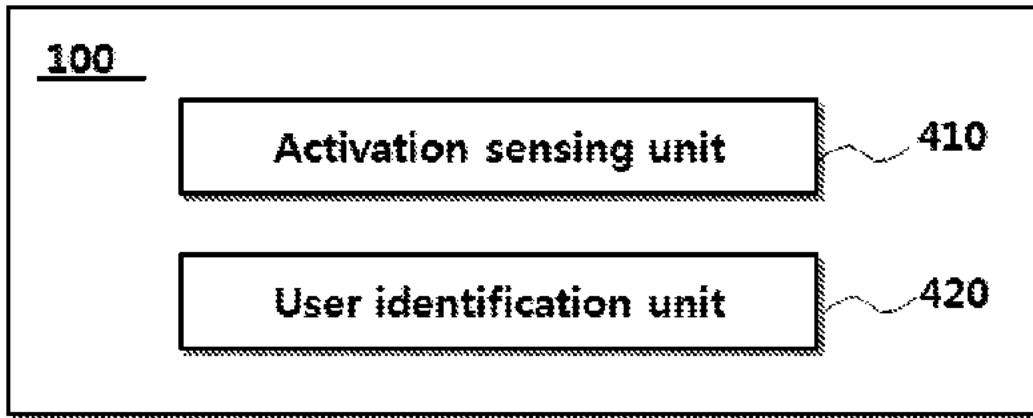 100
Activation sensing unit
410
User identification unit
420